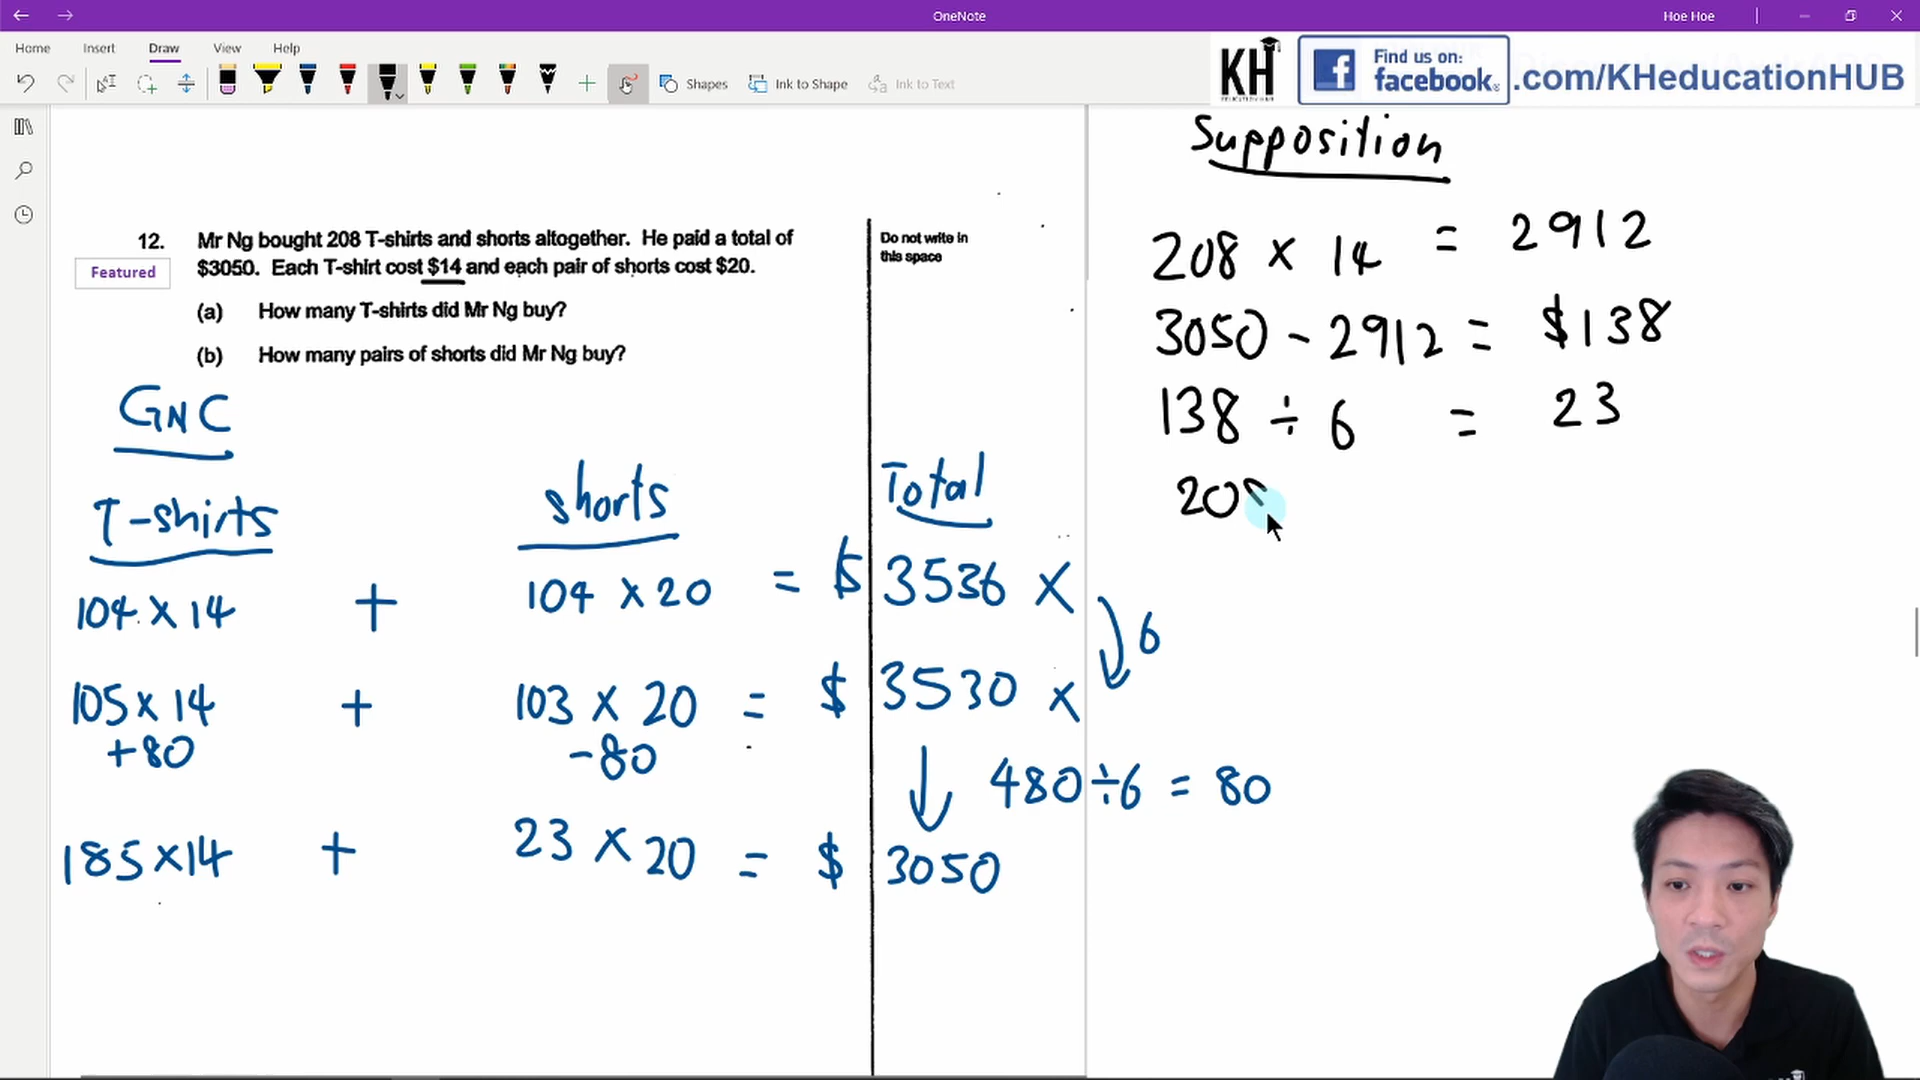 OneNote
Hoe Hoe
Home Insert Draw View Help
Shapes Ink to Shape Ink to Text
KH
Find us on:
facebook. .com/KHeducationHUB
12. Mr Ng bought 208 T-shirts and shorts altogether. He paid a total of
$3050. Each T-shirt cost $14 and each pair of shorts cost $20.
Featured
(a) How many T-shirts did Mr Ng buy?
(b) How many pairs of shorts did Mr Ng buy?
Do not write in
this space
GNC
T-shirts shorts Total
104 × 14 + 104 × 20 = $ 3536 ×
6
105 × 14 + 103 × 20 = $ 3530 ×
+80 -80
480 ÷ 6 = 80
185 × 14 + 23 × 20 = $ 3050
Supposition
208 × 14 = 2912
3050 - 2912 = $138
138 ÷ 6 = 23
208